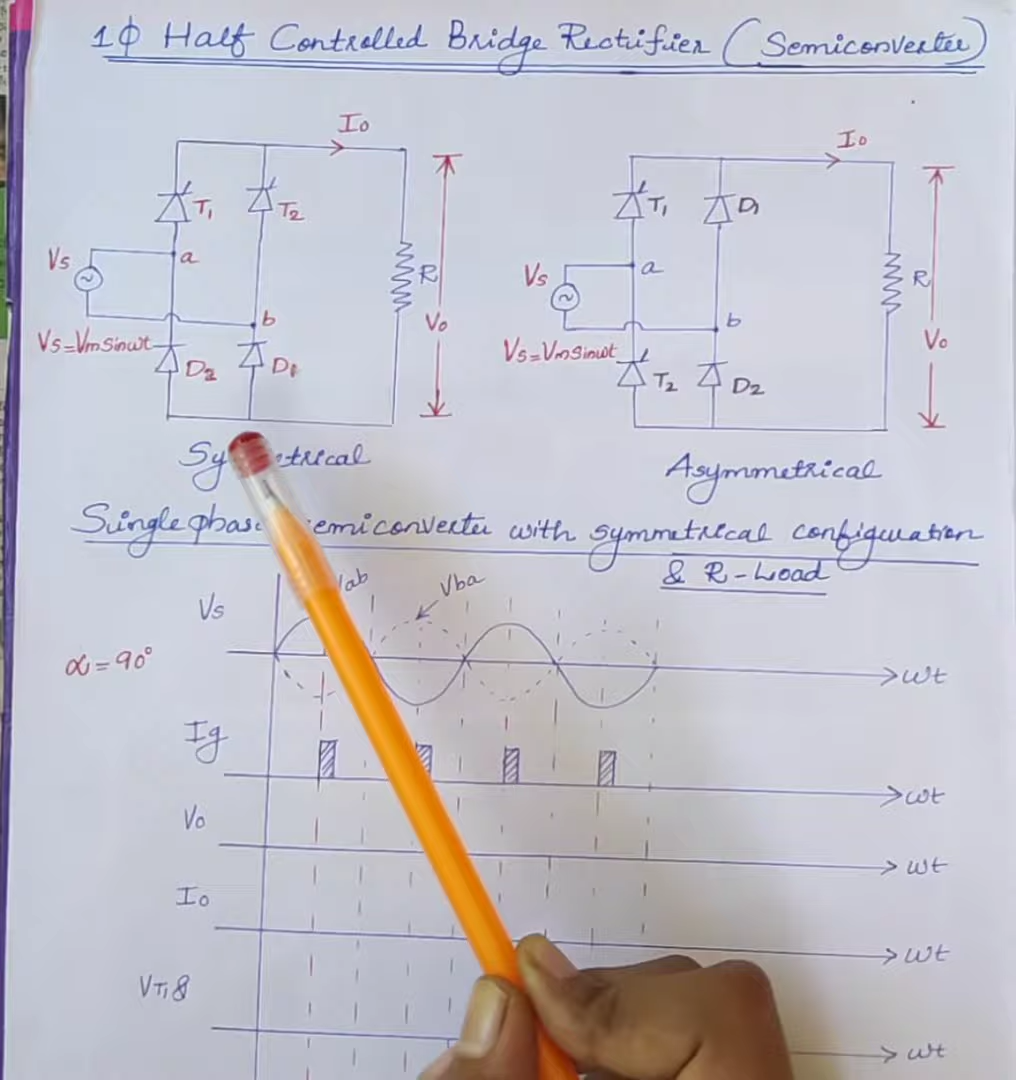 1ϕ Half Controlled Bridge Rectifier (Semiconverter)
Io
T1
T2
Vs
a
R
b
Vo
Vs=Vmsinωt
D2
D1
Io
T1
D1
Vs
a
R
b
Vo
Vs=Vmsinωt
T2
D2
Asymmetrical
Single semiconverter with symmetrical configuration
& R-Load
Vs
Vba
α=90°
ωt
Ig
ωt
Vo
ωt
Io
ωt
VT1&
ωt